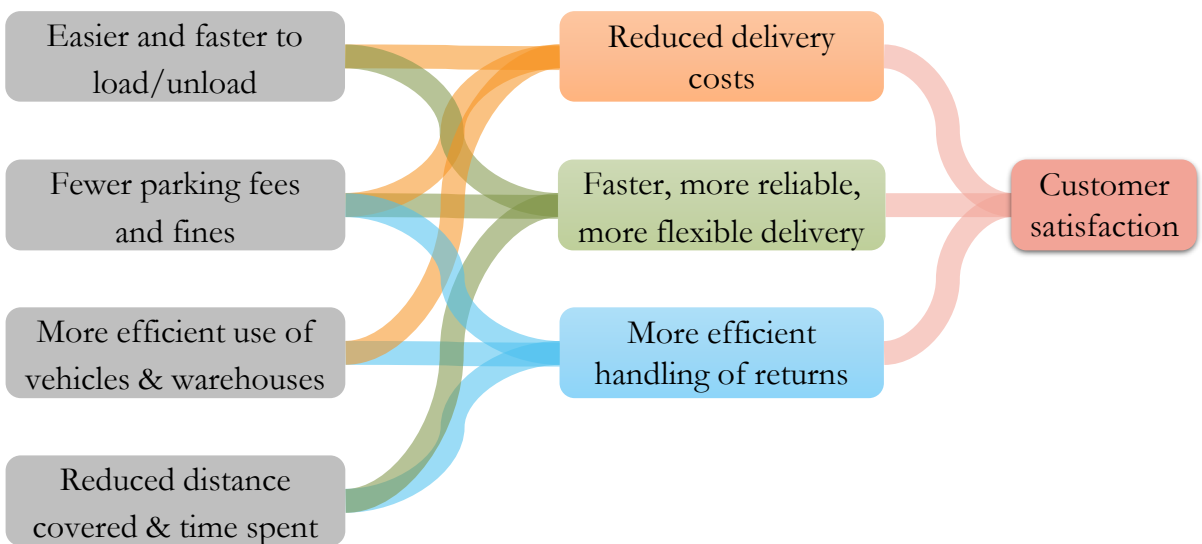 Easier and faster to
load/unload
Fewer parking fees
and fines
More efficient use of
vehicles & warehouses
Reduced distance
covered & time spent
Reduced delivery
costs
Faster, more reliable,
more flexible delivery
More efficient
handling of returns
Customer
satisfaction